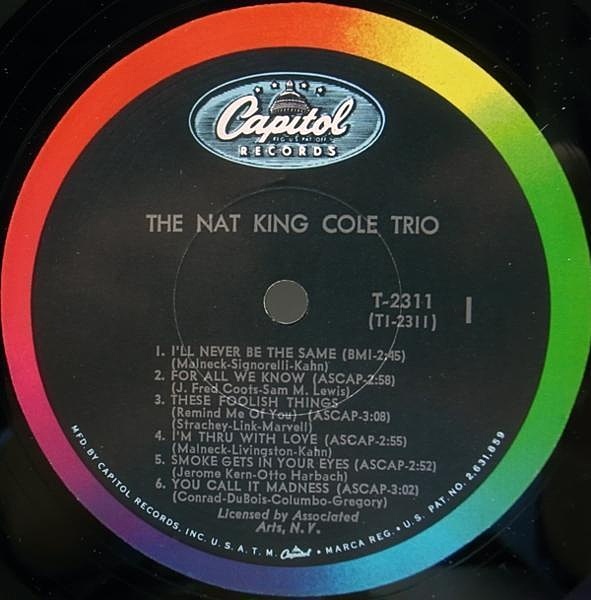 Capitol
REG. U.S. PAT. OFF.
RECORDS
THE NAT KING COLE TRIO
T-2311 1
(T1-2311)
1. I'LL NEVER BE THE SAME (BMI-2:45)
(Malneck-Signorelli-Kahn)
2. FOR ALL WE KNOW (ASCAP-2:58)
(J. Fred Coots-Sam M. Lewis)
3. THESE FOOLISH THINGS
(Remind Me Of You) (ASCAP-3:08)
(Strachey-Link-Marvell)
4. I'M THRU WITH LOVE (ASCAP-2:55)
(Malneck-Livingston-Kahn)
5. SMOKE GETS IN YOUR EYES (ASCAP-2:52)
(Jerome Kern-Otto Harbach)
6. YOU CALL IT MADNESS (ASCAP-3:02)
(Conrad-DuBois-Columbo-Gregory)
Licensed by Associated
Arts, N.V.
MFD. BY CAPITOL RECORDS, INC. U.S.A. T.M. Capitol • MARCA REG. • U.S. PAT. NO. 2,631,859